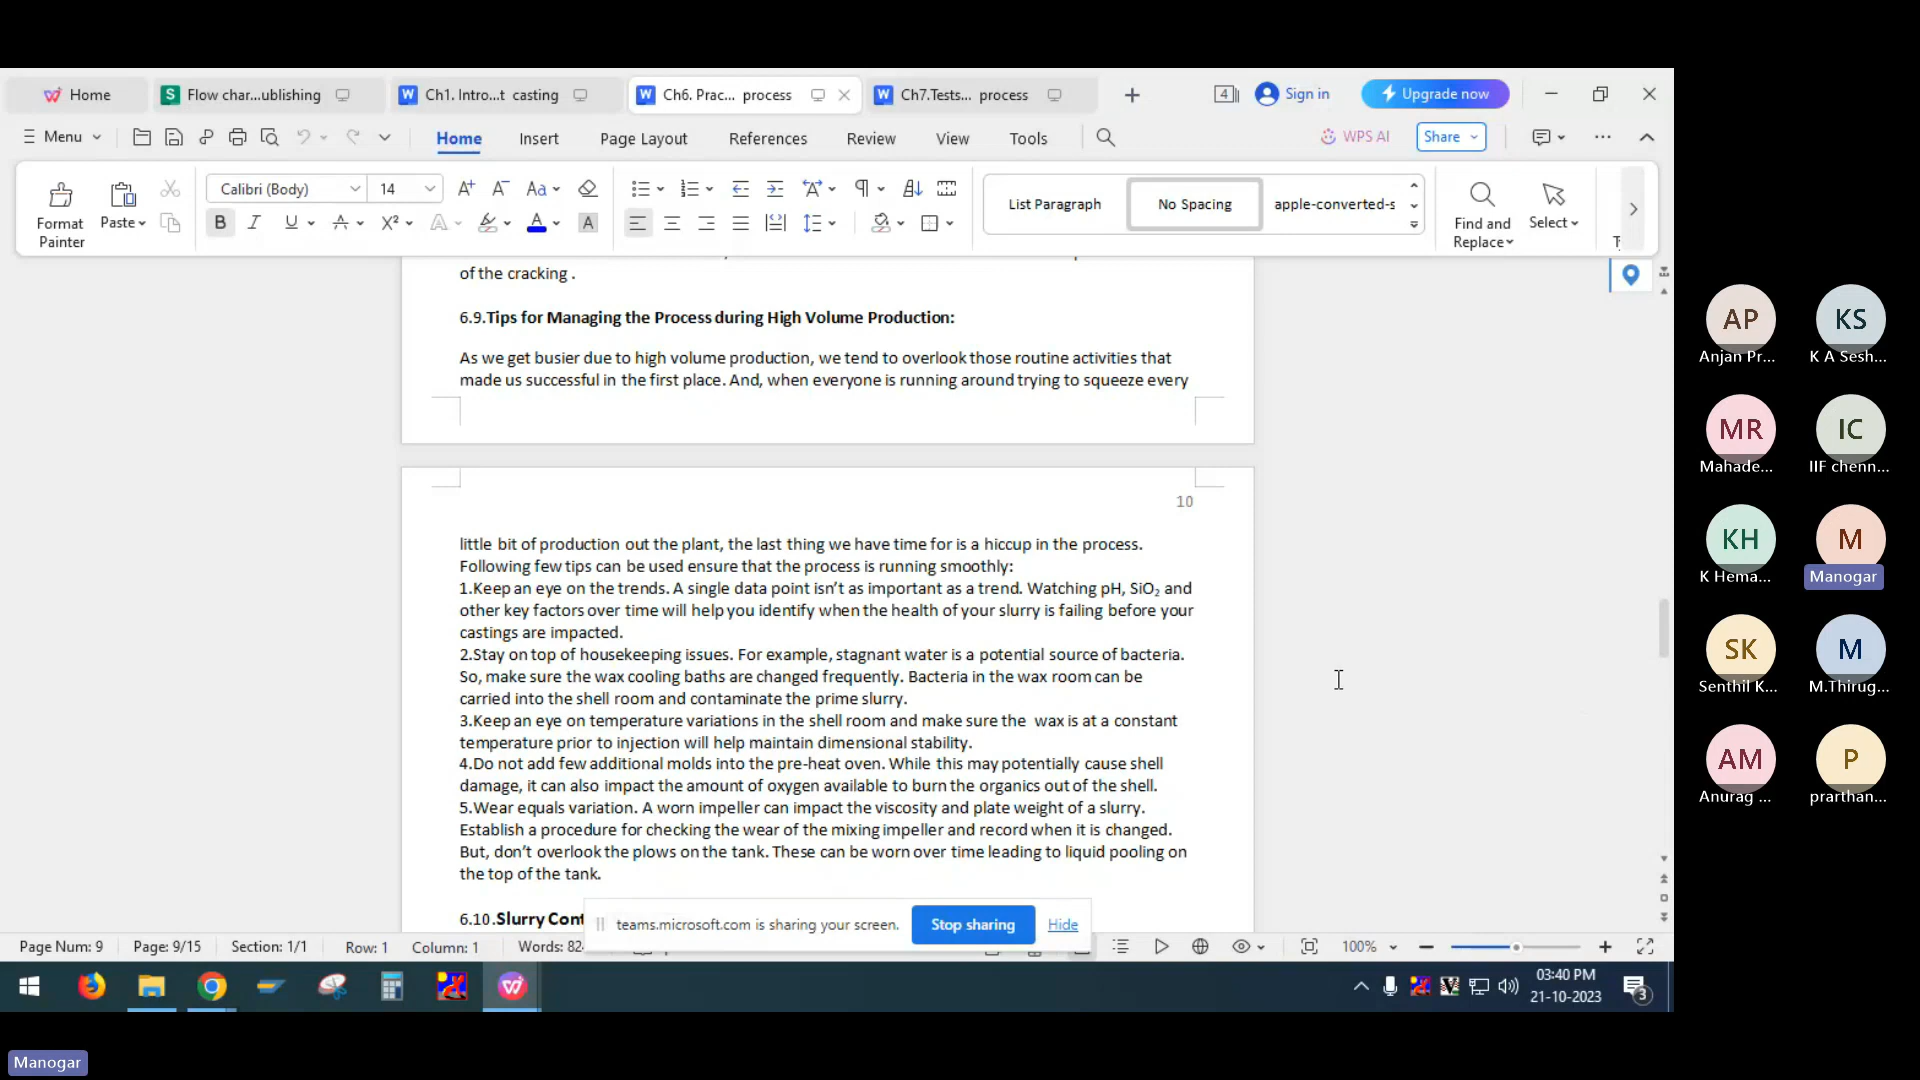 Home
Flow char...ublishing
Ch1. Intro...t casting
Ch6. Prac... process
Ch7.Tests... process
4
Sign in
Upgrade now
Menu
Home
Insert
Page Layout
References
Review
View
Tools
WPS AI
Share
Format
Painter
Paste
Calibri (Body)
14
List Paragraph
No Spacing
apple-converted-s
Find and
Replace
Select
of the cracking .
6.9.Tips for Managing the Process during High Volume Production:
As we get busier due to high volume production, we tend to overlook those routine activities that
made us successful in the first place. And, when everyone is running around trying to squeeze every
10
little bit of production out the plant, the last thing we have time for is a hiccup in the process.
Following few tips can be used ensure that the process is running smoothly:
1.Keep an eye on the trends. A single data point isn’t as important as a trend. Watching pH, SiO₂ and
other key factors over time will help you identify when the health of your slurry is failing before your
castings are impacted.
2.Stay on top of housekeeping issues. For example, stagnant water is a potential source of bacteria.
So, make sure the wax cooling baths are changed frequently. Bacteria in the wax room can be
carried into the shell room and contaminate the prime slurry.
3.Keep an eye on temperature variations in the shell room and make sure the wax is at a constant
temperature prior to injection will help maintain dimensional stability.
4.Do not add few additional molds into the pre-heat oven. While this may potentially cause shell
damage, it can also impact the amount of oxygen available to burn the organics out of the shell.
5.Wear equals variation. A worn impeller can impact the viscosity and plate weight of a slurry.
Establish a procedure for checking the wear of the mixing impeller and record when it is changed.
But, don’t overlook the plows on the tank. These can be worn over time leading to liquid pooling on
the top of the tank.
6.10.Slurry Cont
teams.microsoft.com is sharing your screen.
Stop sharing
Hide
Page Num: 9
Page: 9/15
Section: 1/1
Row: 1
Column: 1
Words: 82
100%
03:40 PM
21-10-2023
3
AP
Anjan Pr...
KS
K A Sesh...
MR
Mahade...
IC
IIF chenn...
KH
K Hema...
M
Manogar
SK
Senthil K...
M
M.Thirug...
AM
Anurag ...
P
prarthan...
Manogar